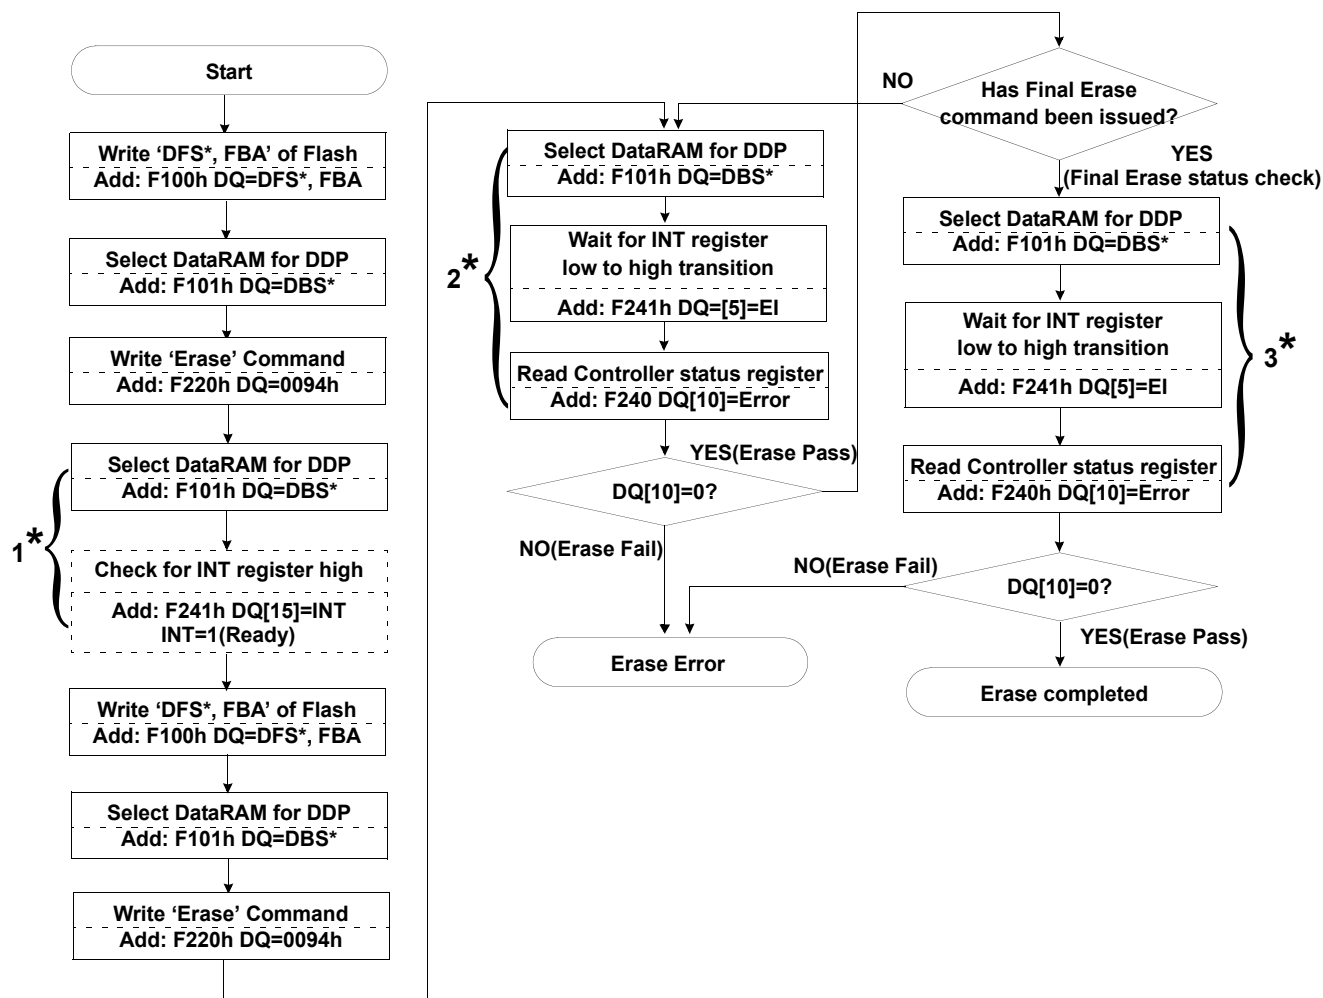 Start
Write ‘DFS*, FBA’ of Flash
Add: F100h DQ=DFS*, FBA
Select DataRAM for DDP
Add: F101h DQ=DBS*
Write ‘Erase’ Command
Add: F220h DQ=0094h
1*
Select DataRAM for DDP
Add: F101h DQ=DBS*
Check for INT register high
Add: F241h DQ[15]=INT
INT=1(Ready)
Write ‘DFS*, FBA’ of Flash
Add: F100h DQ=DFS*, FBA
Select DataRAM for DDP
Add: F101h DQ=DBS*
Write ‘Erase’ Command
Add: F220h DQ=0094h
2*
Select DataRAM for DDP
Add: F101h DQ=DBS*
Wait for INT register
low to high transition
Add: F241h DQ=[5]=EI
Read Controller status register
Add: F240 DQ[10]=Error
YES(Erase Pass)
DQ[10]=0?
NO(Erase Fail)
Erase Error
NO
Has Final Erase
command been issued?
YES
(Final Erase status check)
Select DataRAM for DDP
Add: F101h DQ=DBS*
Wait for INT register
low to high transition
Add: F241h DQ[5]=EI
3*
Read Controller status register
Add: F240h DQ[10]=Error
NO(Erase Fail)
DQ[10]=0?
YES(Erase Pass)
Erase completed